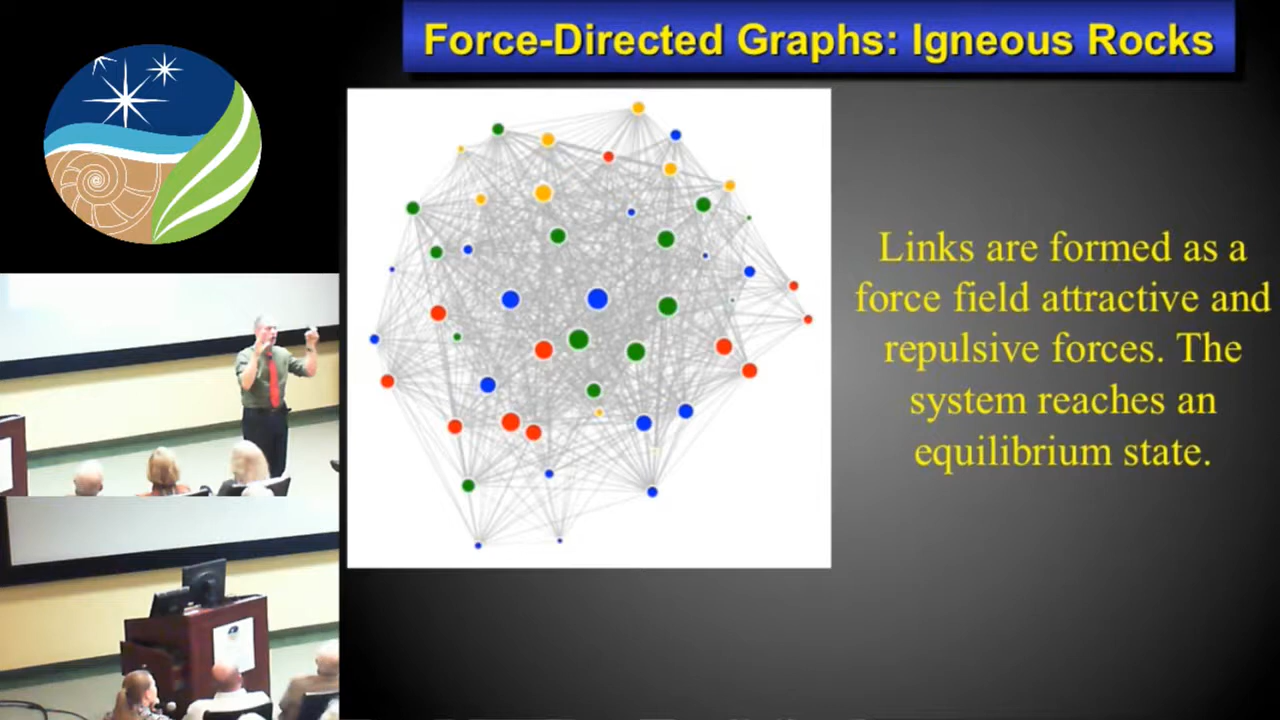 Force-Directed Graphs: Igneous Rocks
Links are formed as a
force field attractive and
repulsive forces. The
system reaches an
equilibrium state.